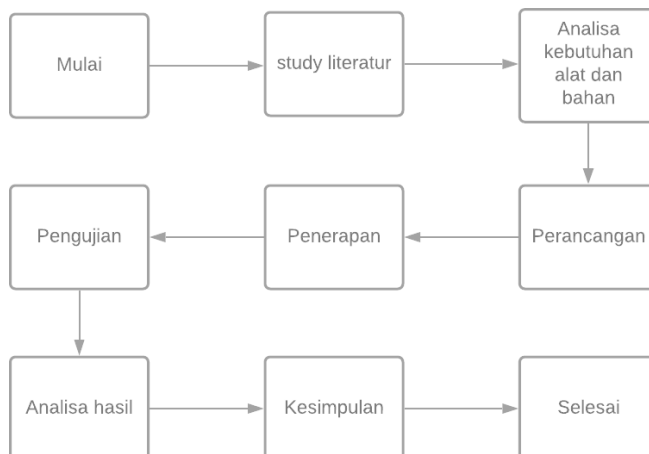 Mulai
study literatur
Analisa
kebutuhan
alat dan
bahan
Perancangan
Penerapan
Pengujian
Analisa hasil
Kesimpulan
Selesai